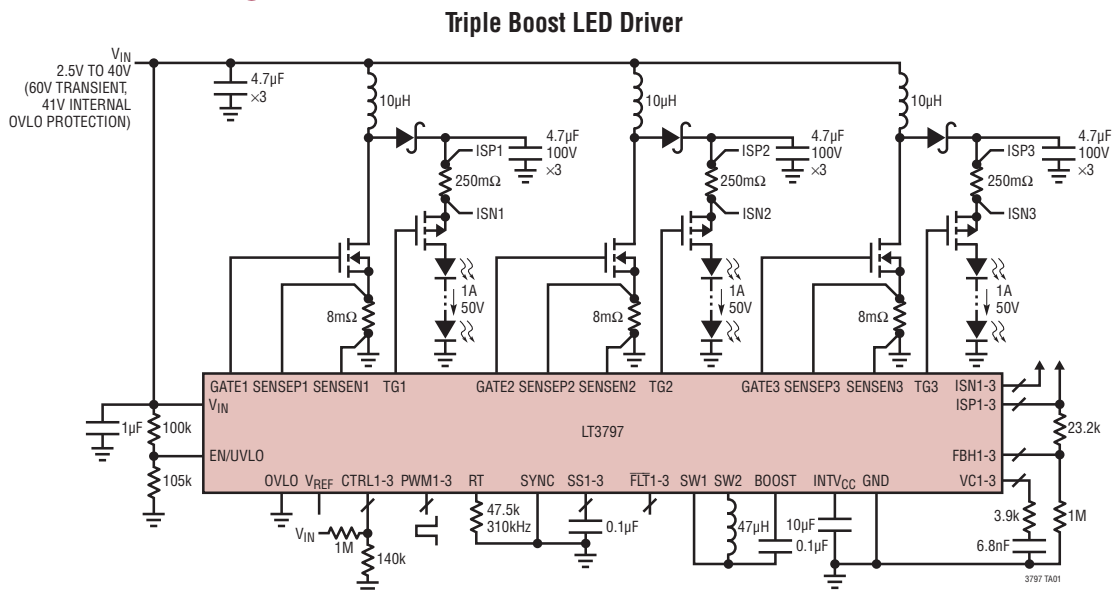 Triple Boost LED Driver
VIN
2.5V TO 40V
(60V TRANSIENT,
41V INTERNAL
OVLO PROTECTION)
4.7µF
×3
10µH
10µH
10µH
ISP1
4.7µF
100V
×3
250mΩ
ISN1
ISP2
4.7µF
100V
×3
250mΩ
ISN2
ISP3
4.7µF
100V
×3
250mΩ
ISN3
1A
50V
8mΩ
1A
50V
8mΩ
1A
50V
8mΩ
GATE1 SENSEP1 SENSEN1 TG1 GATE2 SENSEP2 SENSEN2 TG2 GATE3 SENSEP3 SENSEN3 TG3 ISN1-3
VIN
ISP1-3
1µF
100k
LT3797
23.2k
EN/UVLO
FBH1-3
105k
OVLO VREF CTRL1-3 PWM1-3 RT SYNC SS1-3 FLT1-3 SW1 SW2 BOOST INTVCC GND
VC1-3
VIN
1M
140k
47.5k
310kHz
0.1µF
47µH
0.1µF
10µF
3.9k
1M
6.8nF
3797 TA01